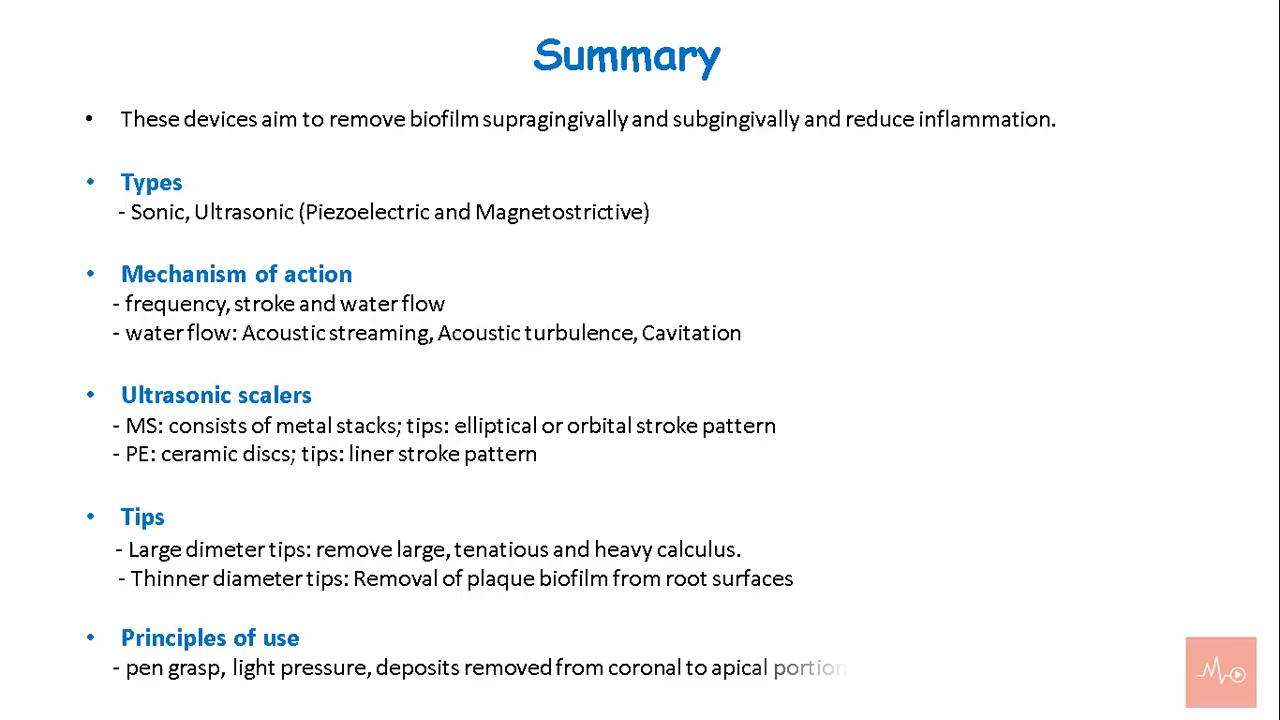 Summary
• These devices aim to remove biofilm supragingivally and subgingivally and reduce inflammation.
• Types
- Sonic, Ultrasonic (Piezoelectric and Magnetostrictive)
• Mechanism of action
- frequency, stroke and water flow
- water flow: Acoustic streaming, Acoustic turbulence, Cavitation
• Ultrasonic scalers
- MS: consists of metal stacks; tips: elliptical or orbital stroke pattern
- PE: ceramic discs; tips: liner stroke pattern
• Tips
- Large dimeter tips: remove large, tenatious and heavy calculus.
- Thinner diameter tips: Removal of plaque biofilm from root surfaces
• Principles of use
- pen grasp, light pressure, deposits removed from coronal to apical portion